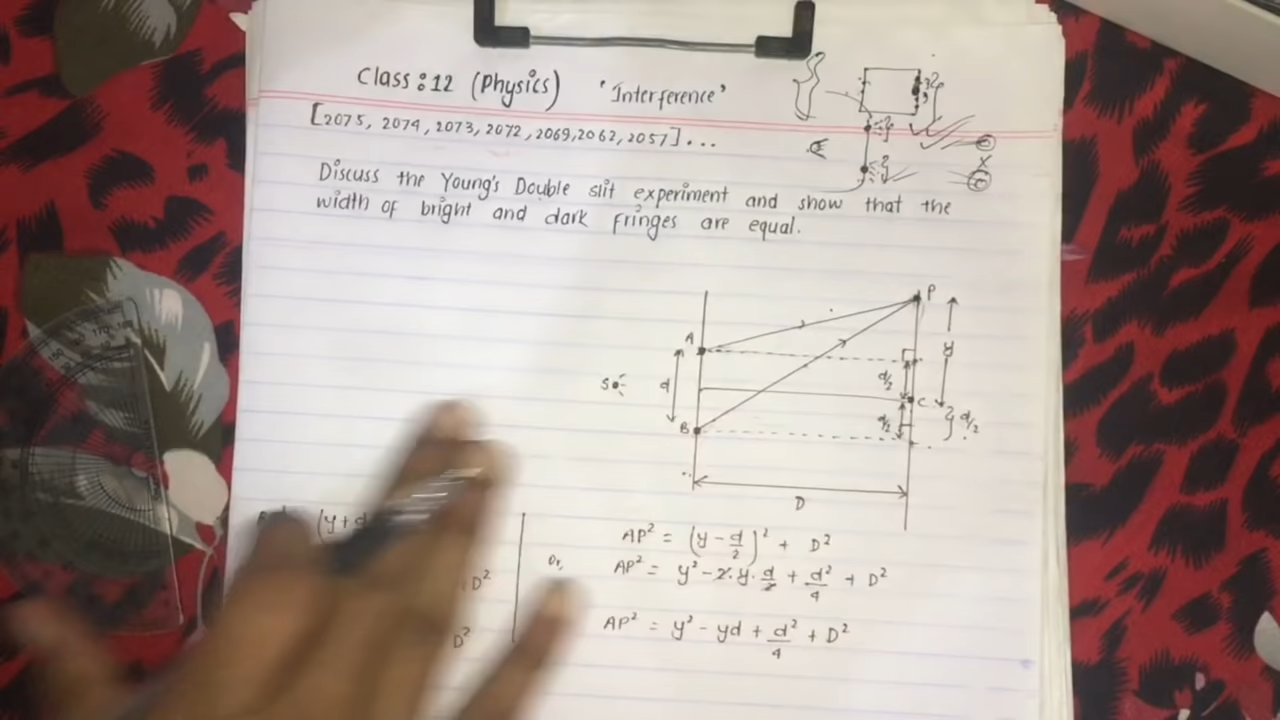 Class : 12 (Physics) 'Interference'
[2075, 2074, 2073, 2072, 2069, 2062, 2057] ...
Discuss the Young's Double slit experiment and show that the
width of bright and dark fringes are equal.
P
A
y
S
d
d/2
C
d/2
d/2
B
D
(y+d
AP² = (y - d/2)² + D²
Or,
AP² = y² - 2.y.d/2 + d²/4 + D²
+ D²
AP² = y² - yd + d²/4 + D²
D²